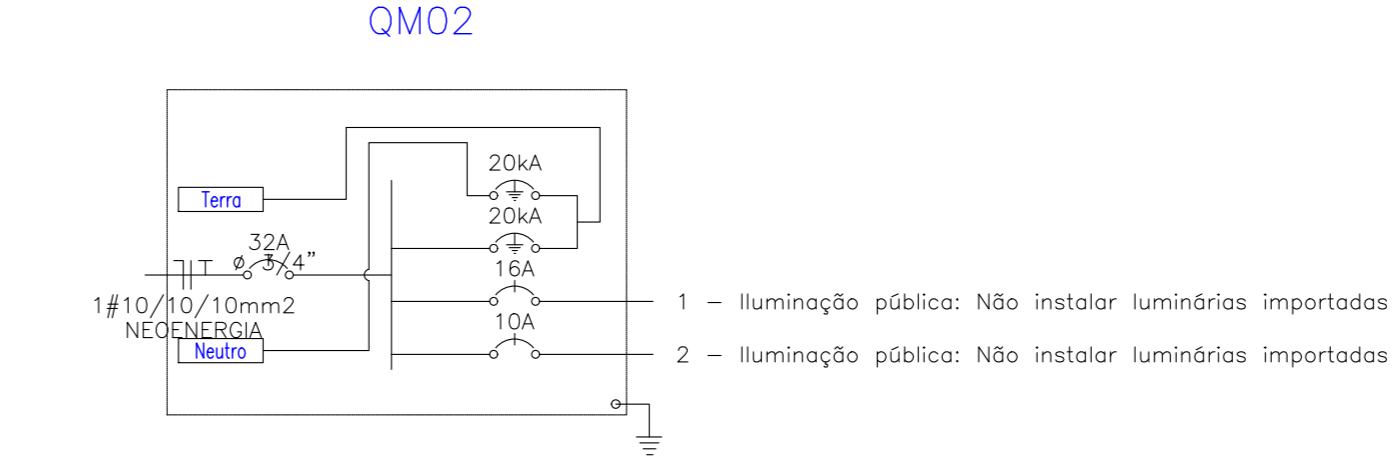 QM02
20kA
Terra
20kA
32A
ø 3/4"
16A
1#10/10/10mm2
1 - Iluminação pública: Não instalar luminárias importadas
NEOENERGIA
10A
Neutro
2 - Iluminação pública: Não instalar luminárias importadas